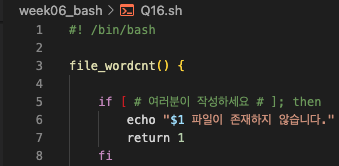 week06_bash > Q16.sh
1 #! /bin/bash
2
3 file_wordcnt() {
4
5 if [ # 여러분이 작성하세요 # ]; then
6 echo "$1 파일이 존재하지 않습니다."
7 return 1
8 fi